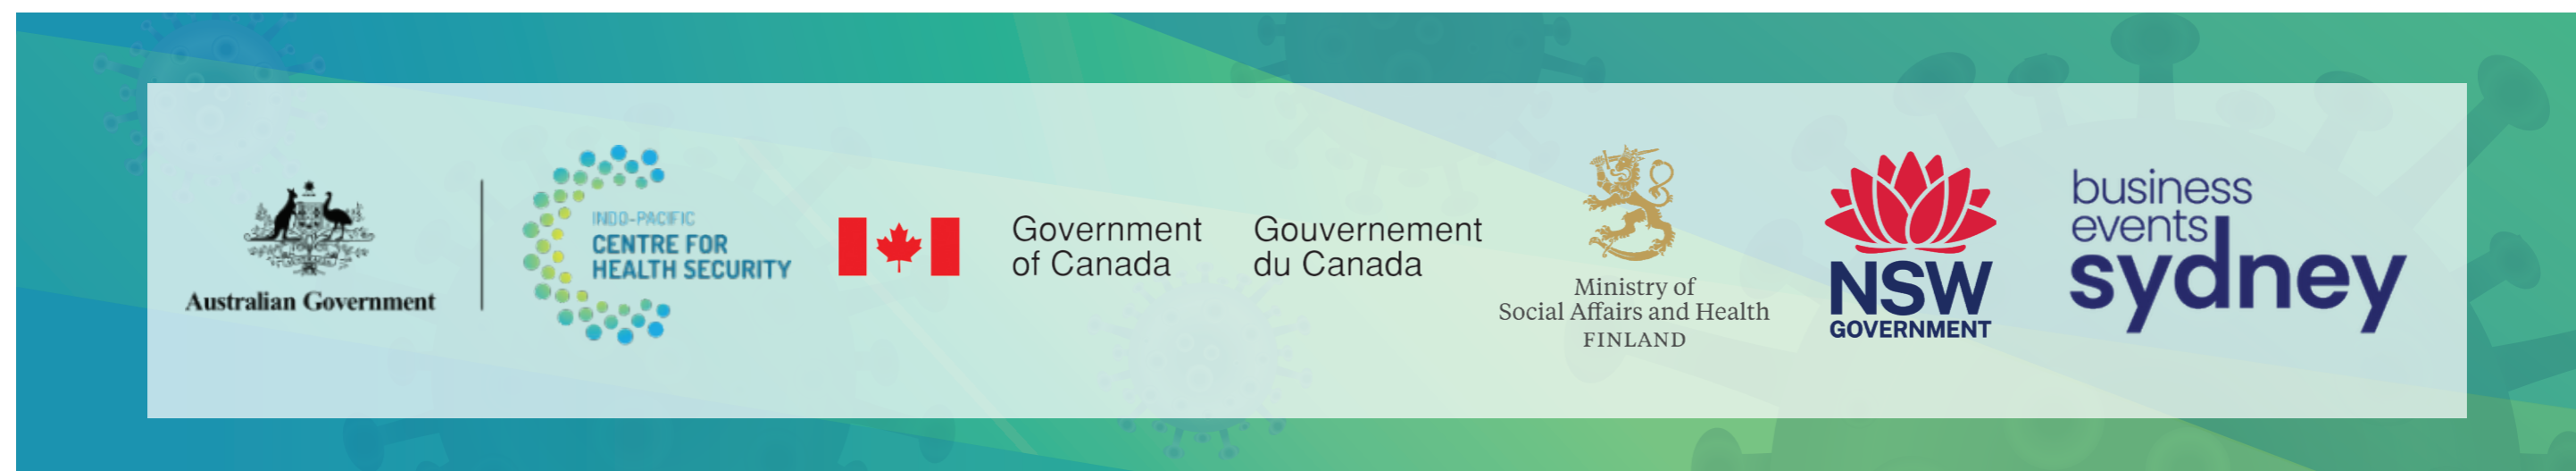 Australian Government
INDO-PACIFIC
CENTRE FOR
HEALTH SECURITY
Government
of Canada
Gouvernement
du Canada
Ministry of
Social Affairs and Health
FINLAND
NSW
GOVERNMENT
business
events
sydney